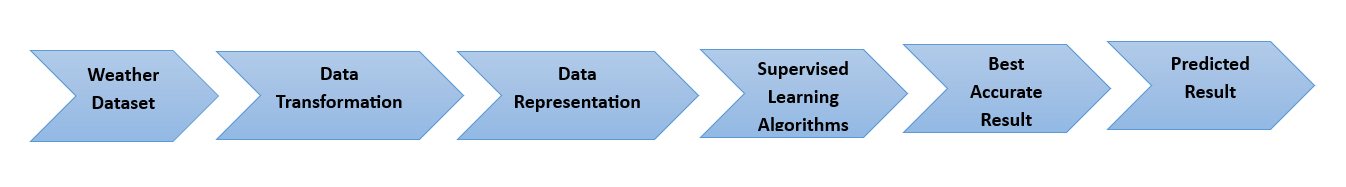 Weather
Dataset
Data
Transformation
Data
Representation
Supervised
Learning
Algorithms
Best
Accurate
Result
Predicted
Result